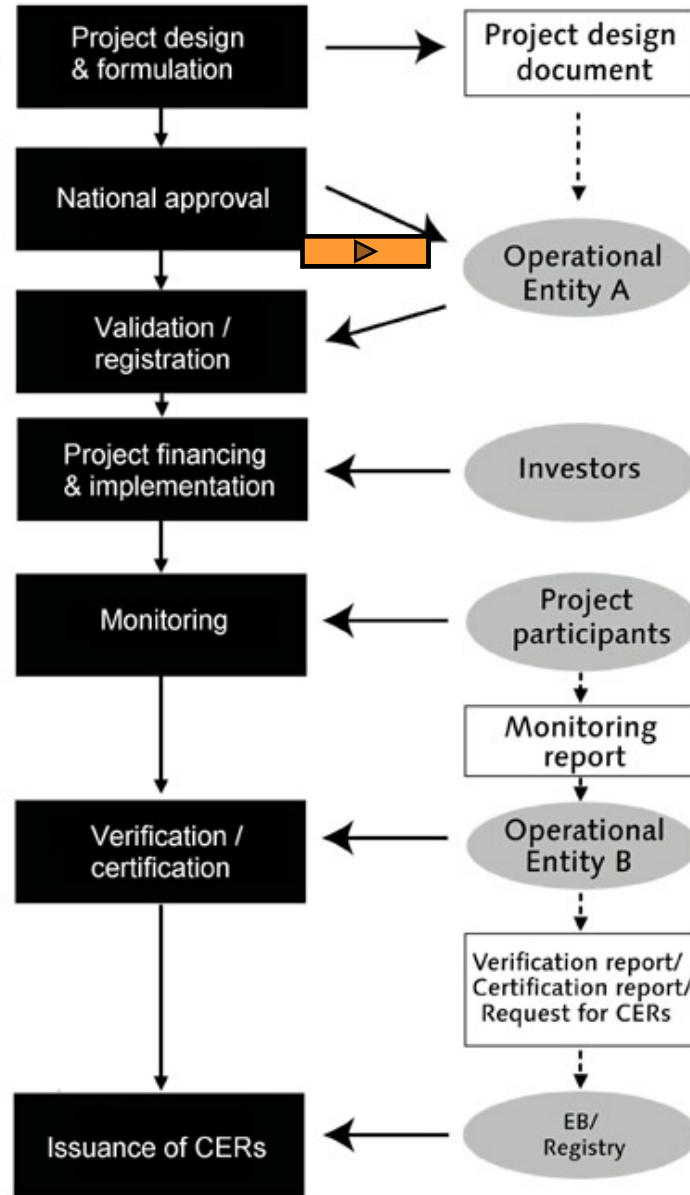 Project design
& formulation
Project design
document
National approval
Operational
Entity A
Validation /
registration
Project financing
& implementation
Investors
Monitoring
Project
participants
Monitoring
report
Verification /
certification
Operational
Entity B
Verification report/
Certification report/
Request for CERs
Issuance of CERs
EB/
Registry